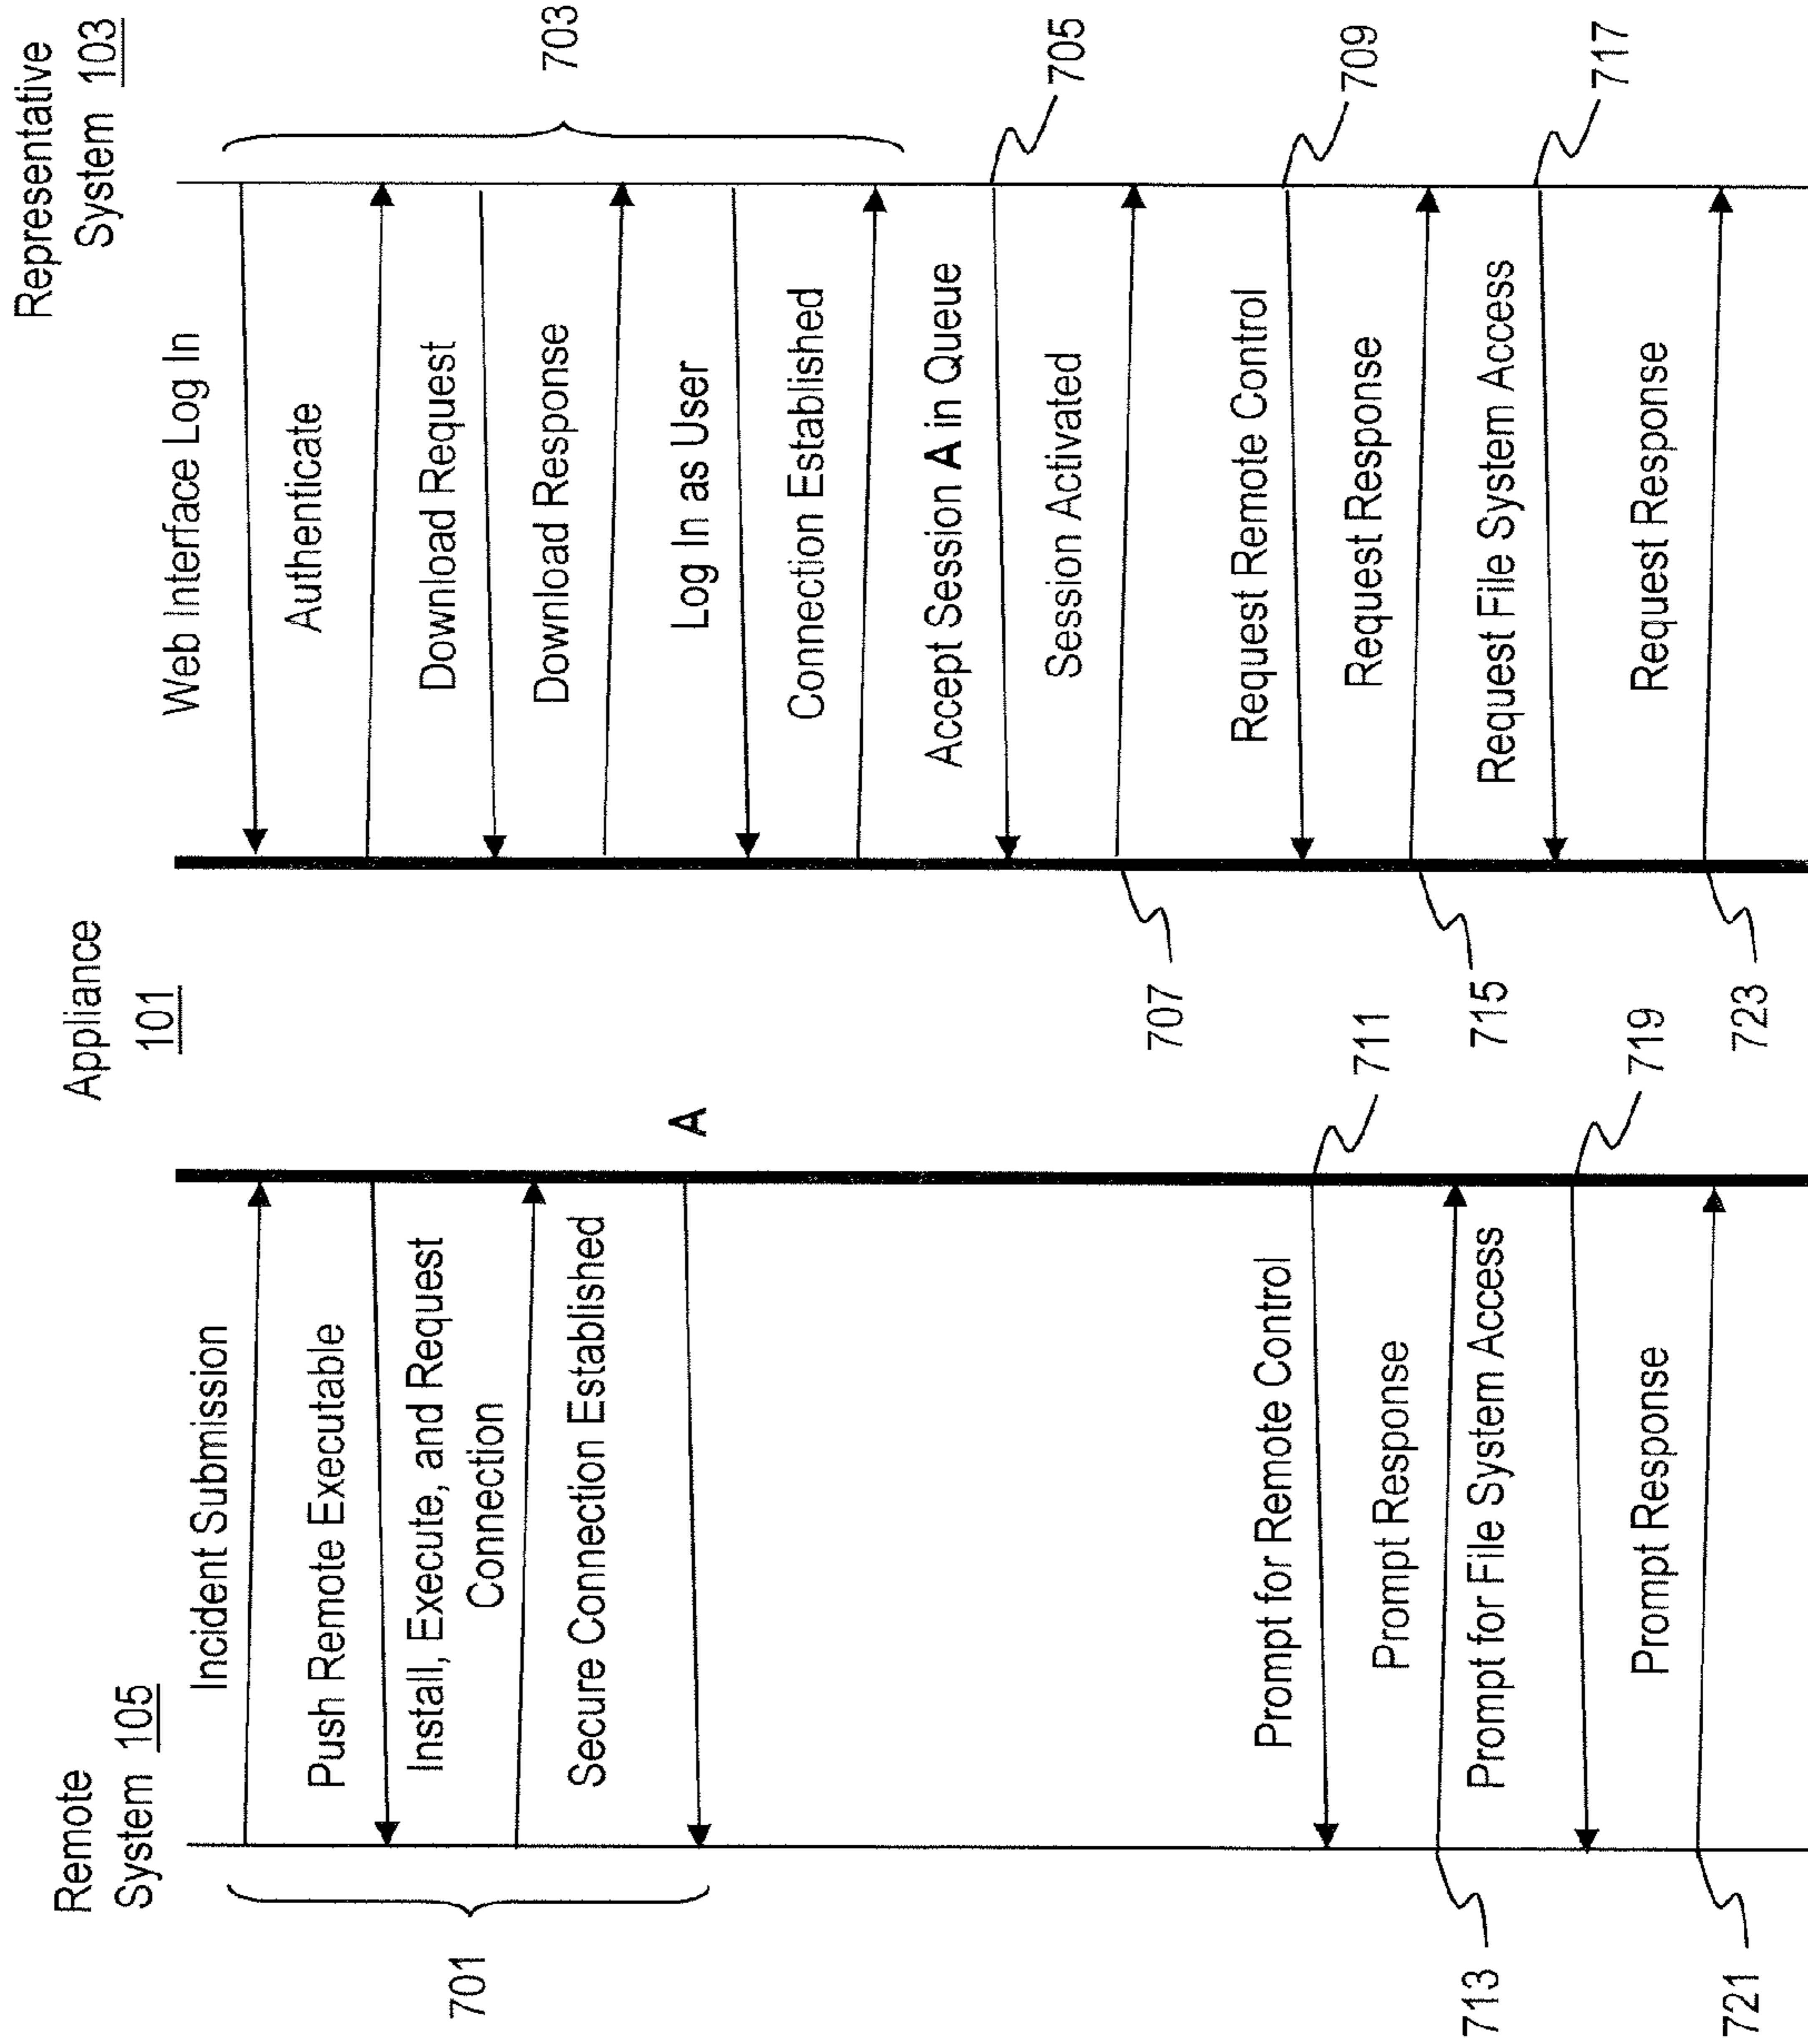 Remote
System 105
Appliance
101
Representative
System 103
Incident Submission
Push Remote Executable
Install, Execute, and Request
Connection
Secure Connection Established
A
701
Web Interface Log In
Authenticate
Download Request
Download Response
Log In as User
Connection Established
703
Accept Session A in Queue
705
Session Activated
707
Request Remote Control
709
Prompt for Remote Control
711
Prompt Response
713
Request Response
715
Request File System Access
717
Prompt for File System Access
719
Prompt Response
721
Request Response
723